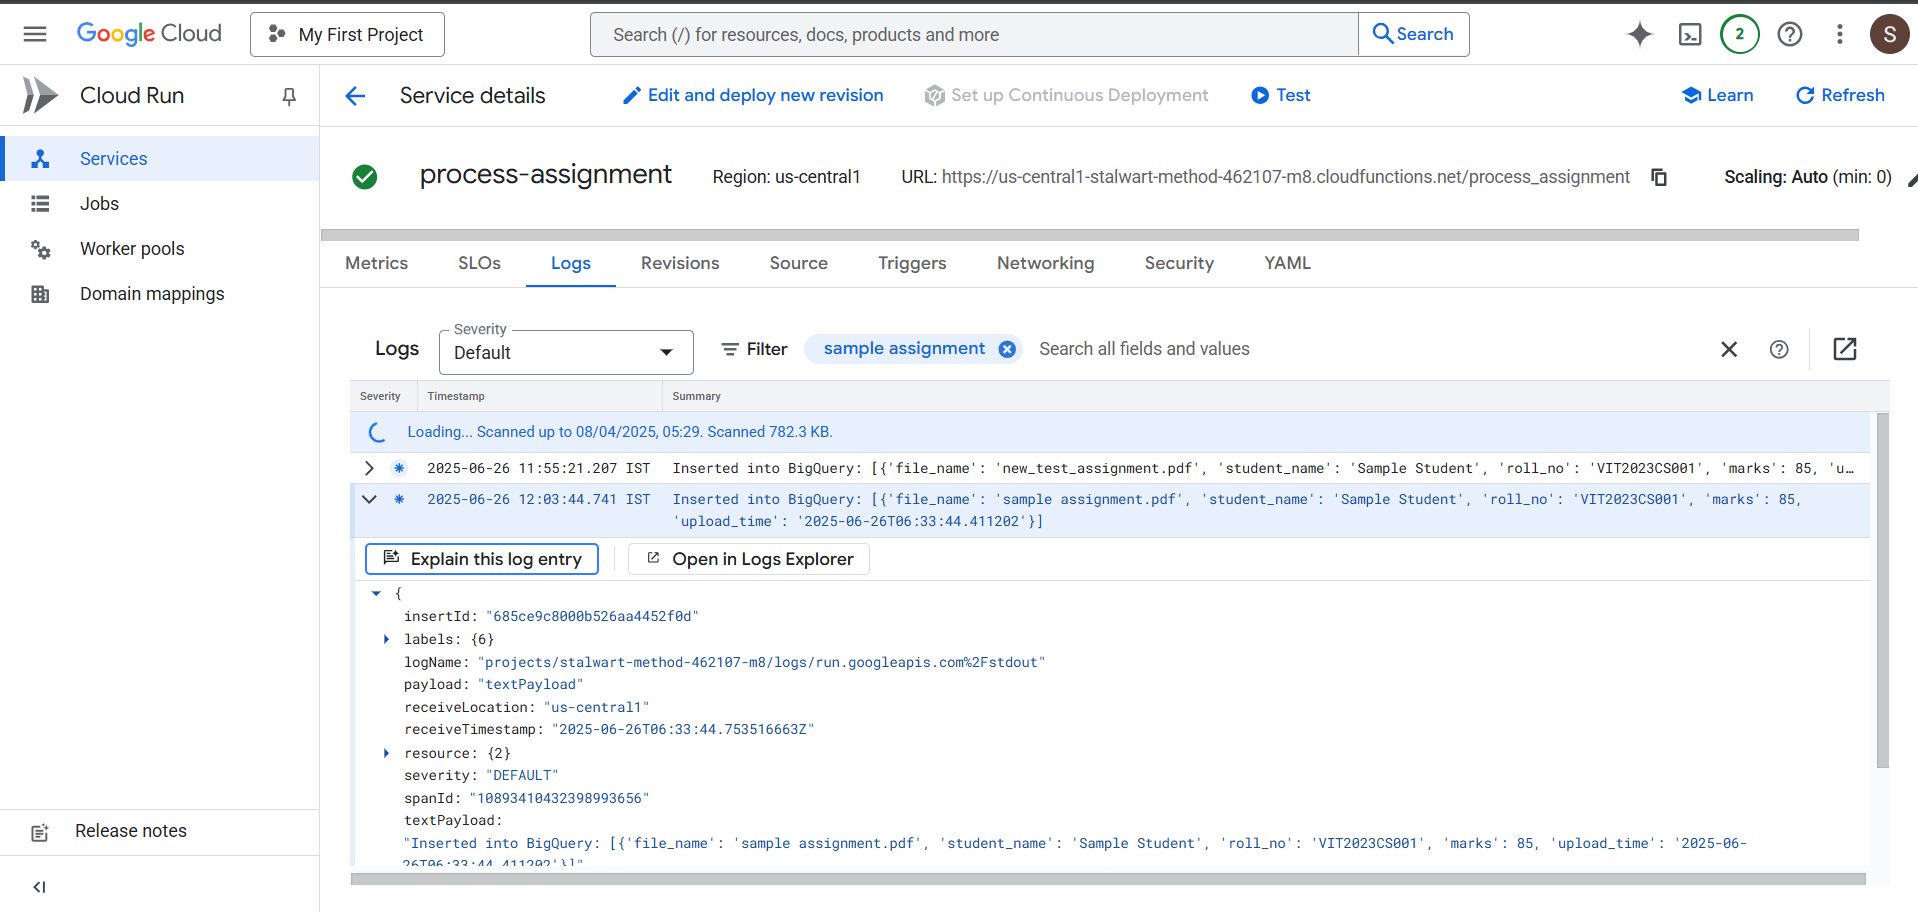 Google Cloud
My First Project
Search (/) for resources, docs, products and more
Search
2
S
Cloud Run
Service details
Edit and deploy new revision
Set up Continuous Deployment
Test
Learn
Refresh
Services
Jobs
Worker pools
Domain mappings
process-assignment
Region: us-central1
URL: https://us-central1-stalwart-method-462107-m8.cloudfunctions.net/process_assignment
Scaling: Auto (min: 0)
Metrics
SLOs
Logs
Revisions
Source
Triggers
Networking
Security
YAML
Logs
Severity
Default
Filter
sample assignment
Search all fields and values
Severity
Timestamp
Summary
Loading... Scanned up to 08/04/2025, 05:29. Scanned 782.3 KB.
2025-06-26 11:55:21.207 IST Inserted into BigQuery: [{'file_name': 'new_test_assignment.pdf', 'student_name': 'Sample Student', 'roll_no': 'VIT2023CS001', 'marks': 85, 'u…
2025-06-26 12:03:44.741 IST Inserted into BigQuery: [{'file_name': 'sample assignment.pdf', 'student_name': 'Sample Student', 'roll_no': 'VIT2023CS001', 'marks': 85,
'upload_time': '2025-06-26T06:33:44.411202'}]
Explain this log entry
Open in Logs Explorer
{
insertId: "685ce9c8000b526aa4452f0d"
labels: {6}
logName: "projects/stalwart-method-462107-m8/logs/run.googleapis.com%2Fstdout"
payload: "textPayload"
receiveLocation: "us-central1"
receiveTimestamp: "2025-06-26T06:33:44.753516663Z"
resource: {2}
severity: "DEFAULT"
spanId: "10893410432398993656"
textPayload:
"Inserted into BigQuery: [{'file_name': 'sample assignment.pdf', 'student_name': 'Sample Student', 'roll_no': 'VIT2023CS001', 'marks': 85, 'upload_time': '2025-06-
26T06:33:44.411202'}]"
Release notes